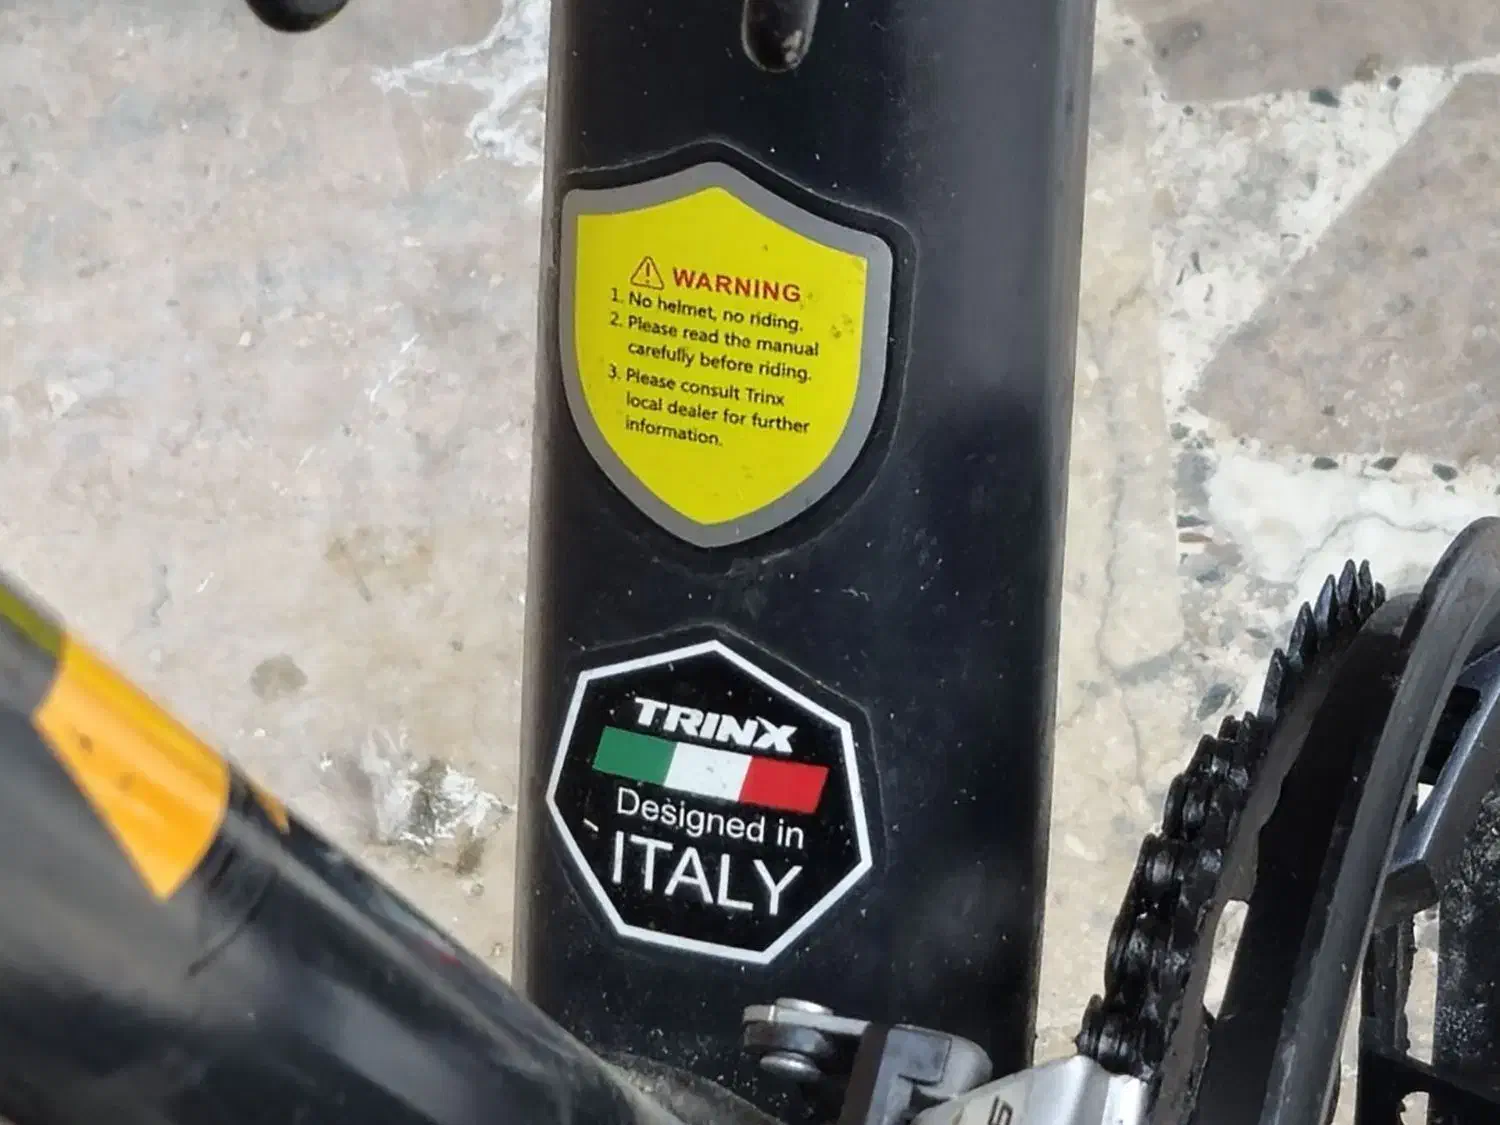 WARNING
1. No helmet, no riding.
2. Please read the manual
carefully before riding.
3. Please consult Trinx
local dealer for further
information.
TRINX
Designed in
ITALY